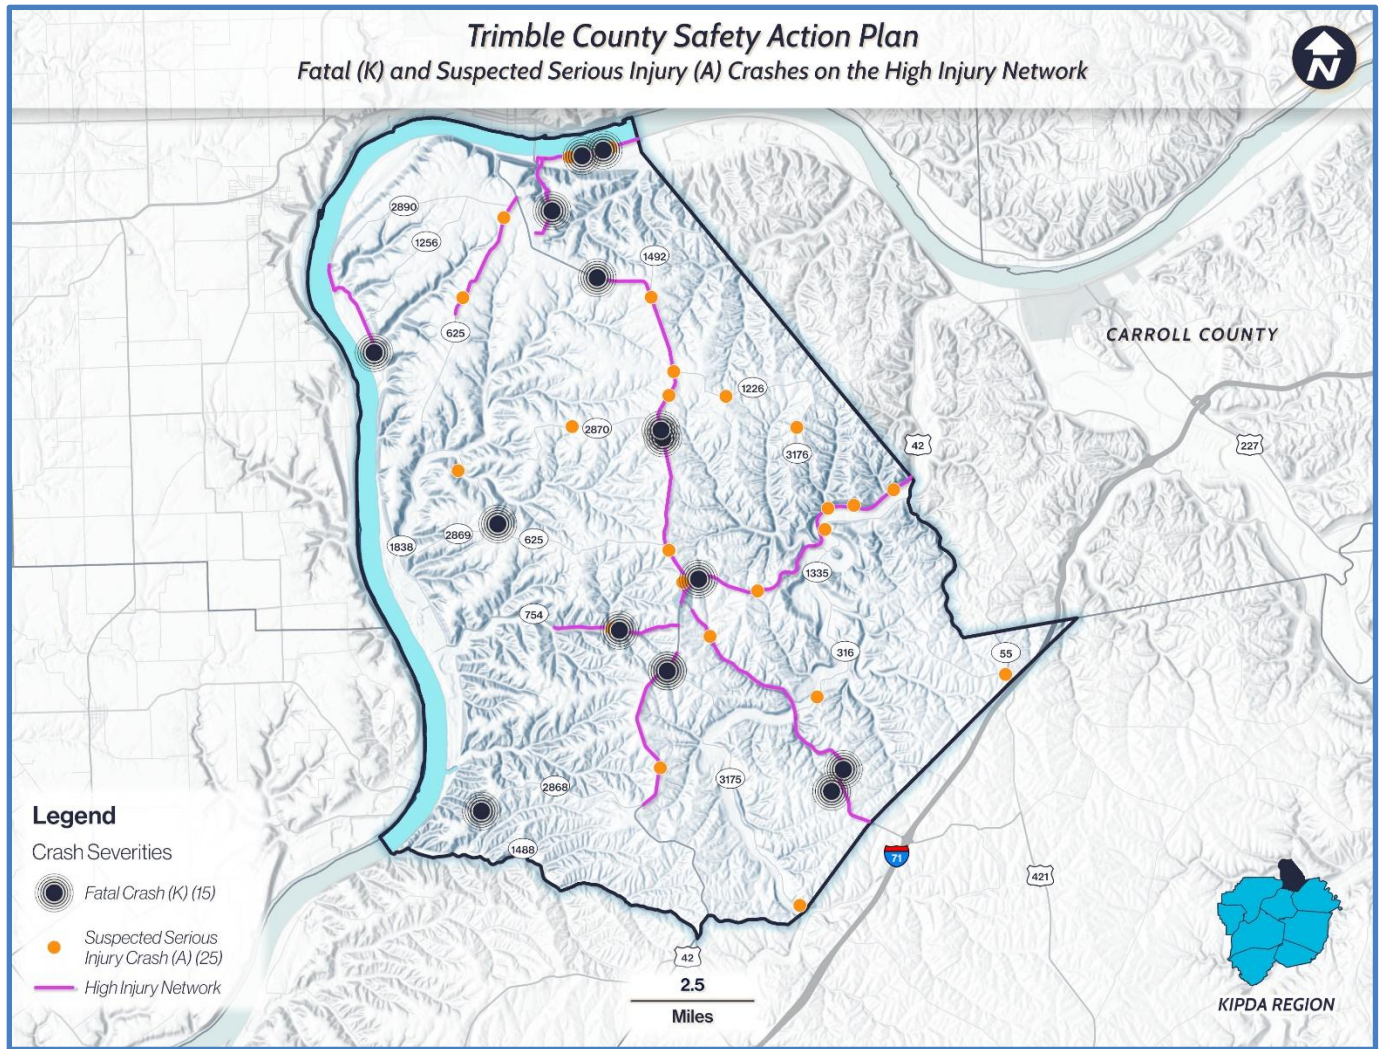 Trimble County Safety Action Plan
Fatal (K) and Suspected Serious Injury (A) Crashes on the High Injury Network
N
2890
1256
1492
625
CARROLL COUNTY
1226
2870
42
227
3176
2869
625
1838
1335
754
316
55
2868
3175
1488
71
421
42
2.5
Miles
Legend
Crash Severities
Fatal Crash (K) (15)
Suspected Serious
Injury Crash (A) (25)
High Injury Network
KIPDA REGION